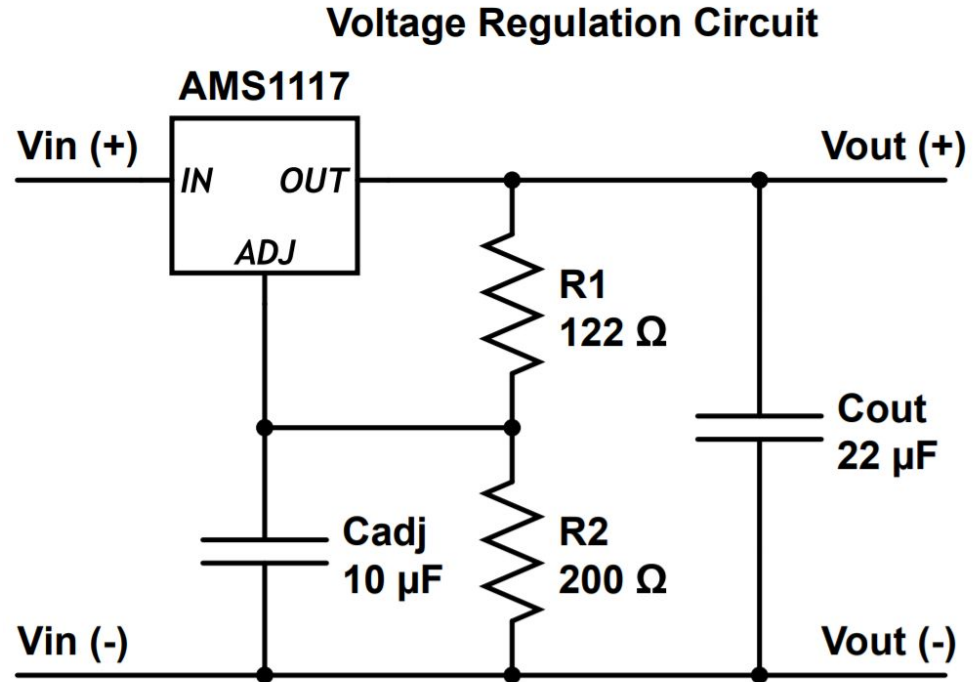 Voltage Regulation Circuit
AMS1117
Vin (+)
Vout (+)
IN
OUT
ADJ
R1
122 Ω
Cout
22 µF
Cadj
10 µF
R2
200 Ω
Vin (-)
Vout (-)